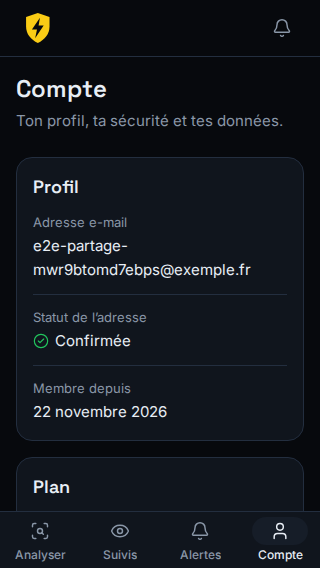 Compte
Ton profil, ta sécurité et tes données.
Profil
Adresse e-mail
e2e-partage-
mwr9btomd7ebps@exemple.fr
Statut de l’adresse
Confirmée
Membre depuis
22 novembre 2026
Plan
Analyser
Suivis
Alertes
Compte